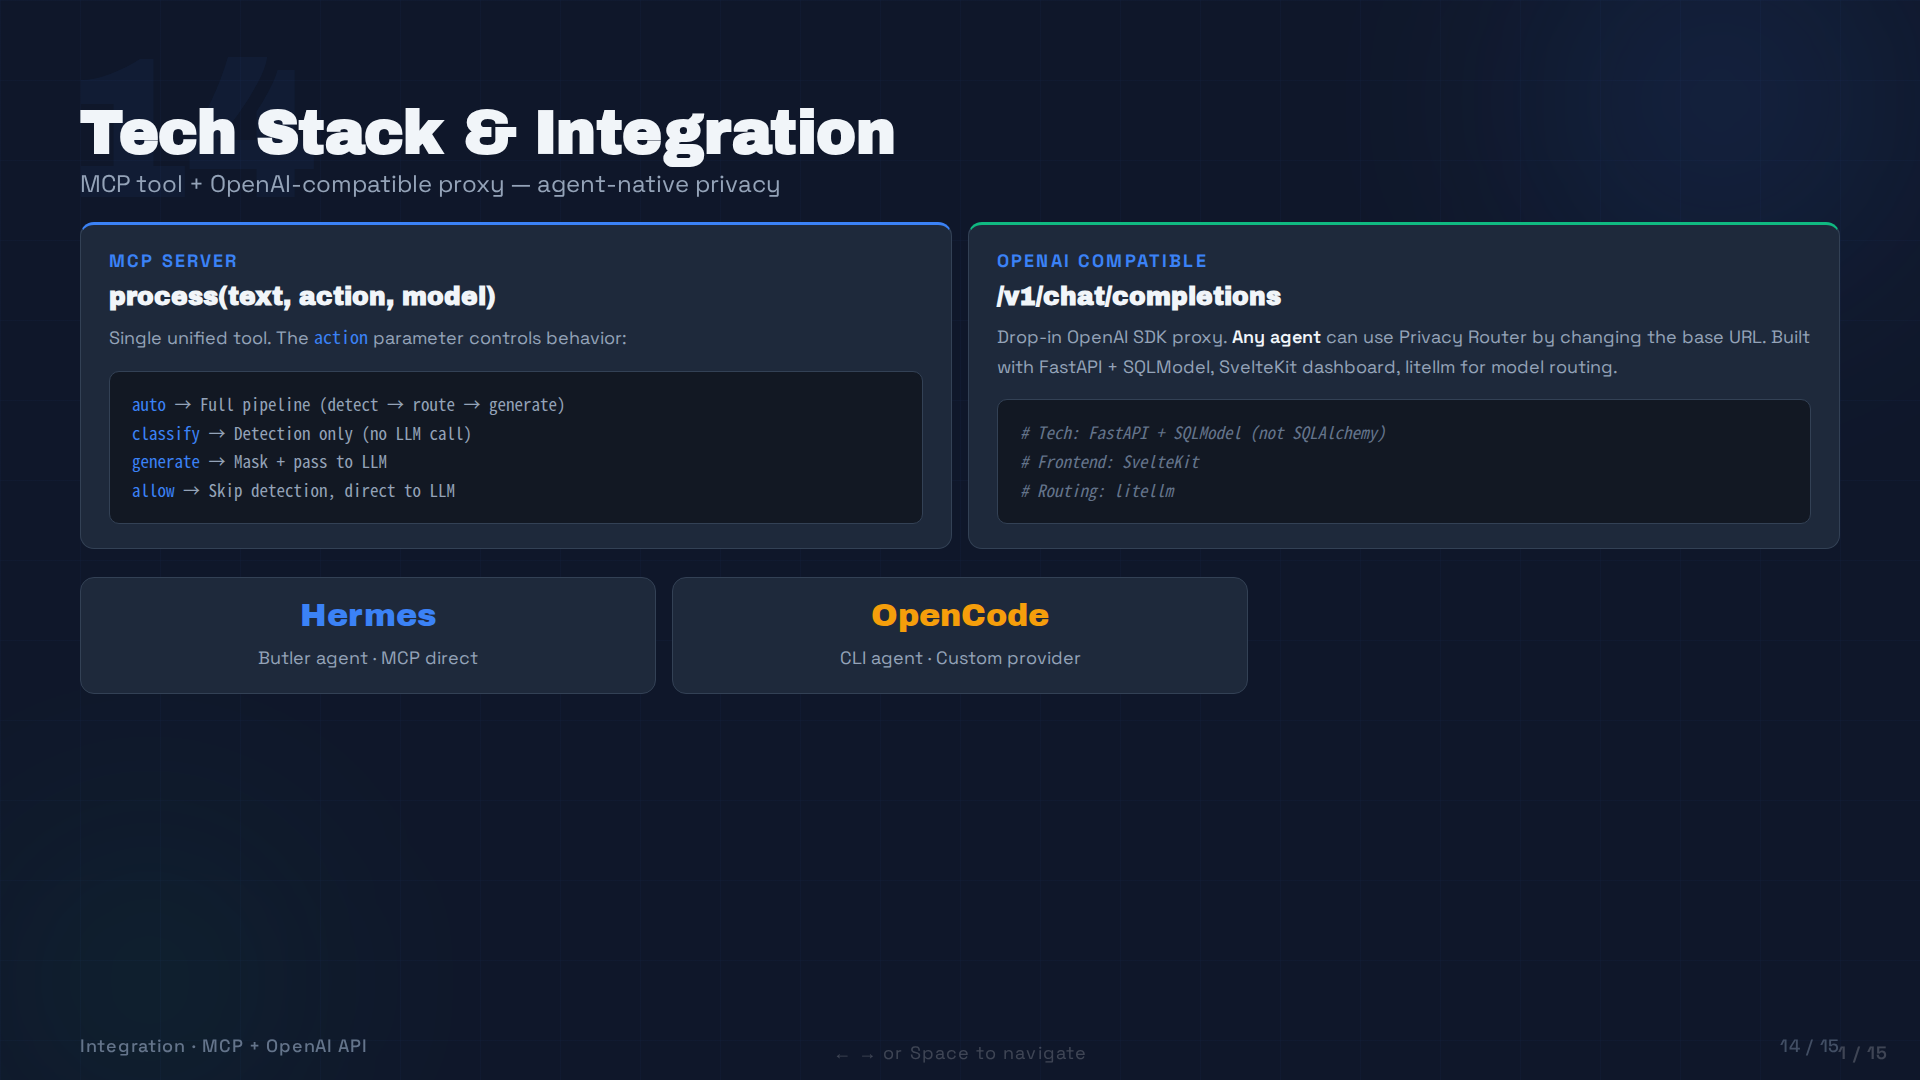 14
Tech Stack & Integration
MCP tool + OpenAI-compatible proxy — agent-native privacy
MCP SERVER
process(text, action, model)
Single unified tool. The action parameter controls behavior:
auto → Full pipeline (detect → route → generate)
classify → Detection only (no LLM call)
generate → Mask + pass to LLM
allow → Skip detection, direct to LLM
OPENAI COMPATIBLE
/v1/chat/completions
Drop-in OpenAI SDK proxy. Any agent can use Privacy Router by changing the base URL. Built
with FastAPI + SQLModel, SvelteKit dashboard, litellm for model routing.
# Tech: FastAPI + SQLModel (not SQLAlchemy)
# Frontend: SvelteKit
# Routing: litellm
Hermes
Butler agent · MCP direct
OpenCode
CLI agent · Custom provider
Integration · MCP + OpenAI API
← → or Space to navigate
14 / 15
1 / 15